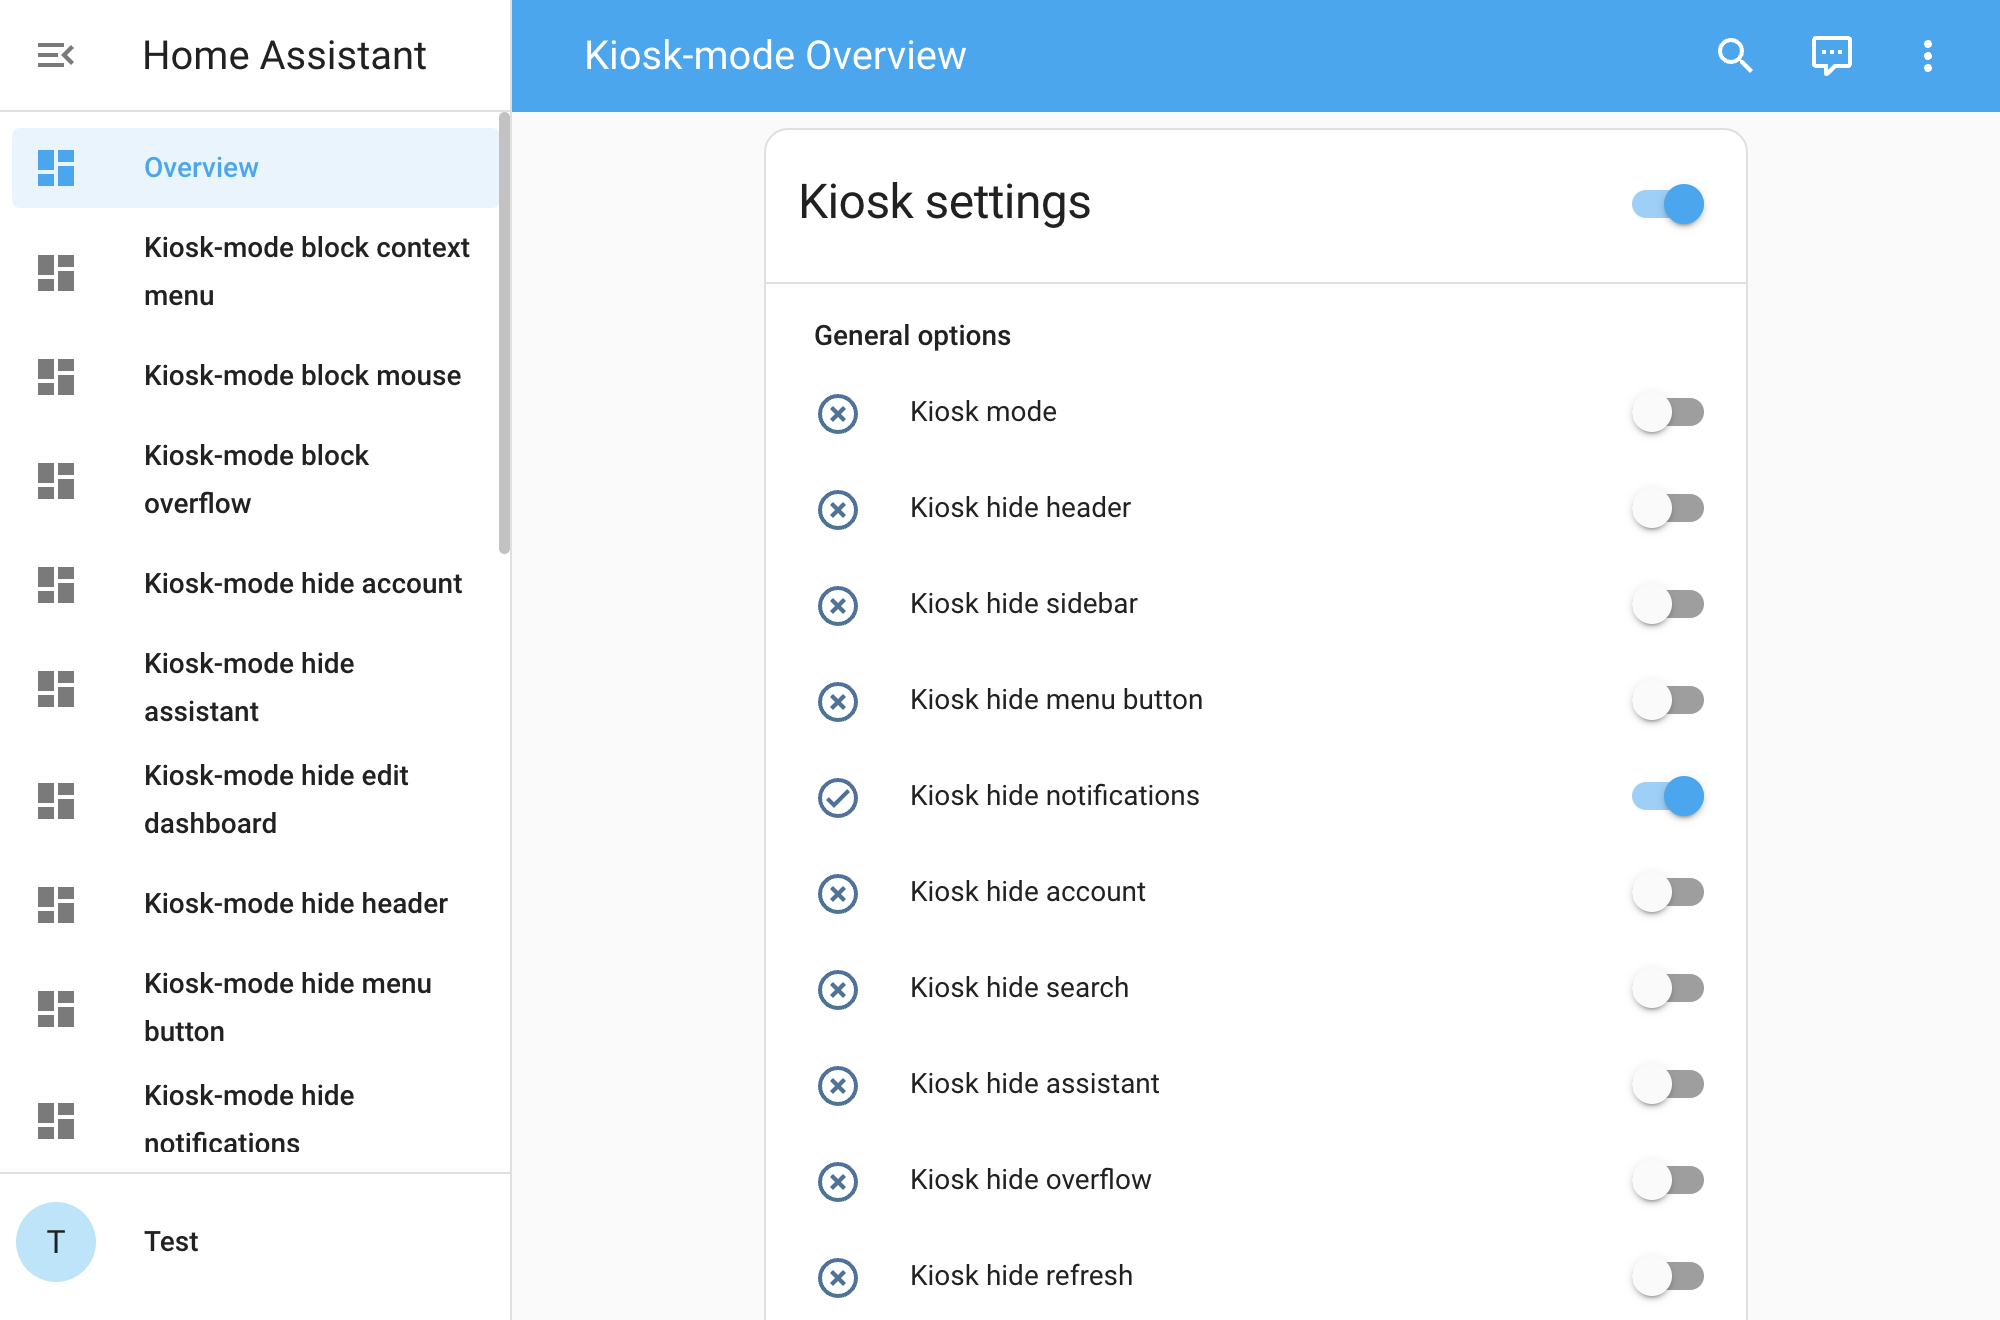 Home Assistant
Kiosk-mode Overview
Overview
Kiosk-mode block context
menu
Kiosk-mode block mouse
Kiosk-mode block
overflow
Kiosk-mode hide account
Kiosk-mode hide
assistant
Kiosk-mode hide edit
dashboard
Kiosk-mode hide header
Kiosk-mode hide menu
button
Kiosk-mode hide
notifications
T
Test
Kiosk settings
General options
Kiosk mode
Kiosk hide header
Kiosk hide sidebar
Kiosk hide menu button
Kiosk hide notifications
Kiosk hide account
Kiosk hide search
Kiosk hide assistant
Kiosk hide overflow
Kiosk hide refresh